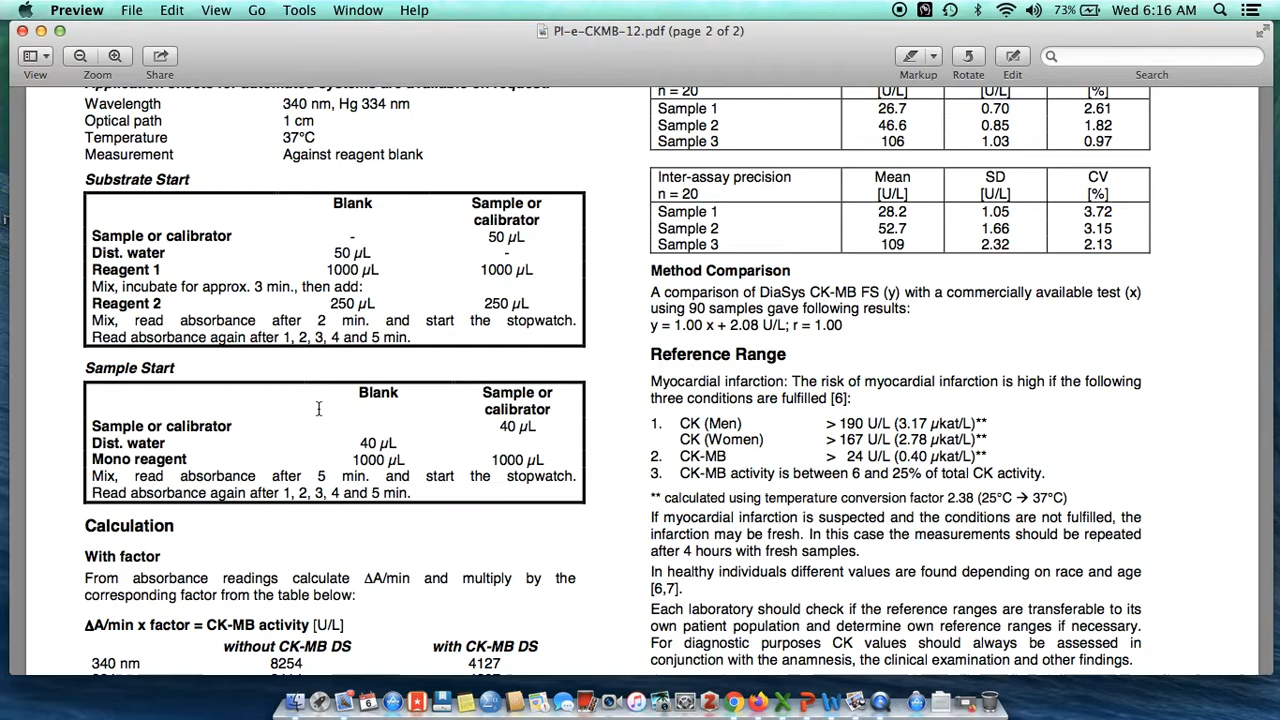 Preview File Edit View Go Tools Window Help 73% Wed 6:16 AM
PI-e-CKMB-12.pdf (page 2 of 2)
View Zoom Share Markup Rotate Edit Search
Application sheets for automated systems are available on request.
Wavelength 340 nm, Hg 334 nm
Optical path 1 cm
Temperature 37°C
Measurement Against reagent blank
Substrate Start
Blank Sample or
calibrator
Sample or calibrator - 50 µL
Dist. water 50 µL -
Reagent 1 1000 µL 1000 µL
Mix, incubate for approx. 3 min., then add:
Reagent 2 250 µL 250 µL
Mix, read absorbance after 2 min. and start the stopwatch.
Read absorbance again after 1, 2, 3, 4 and 5 min.
Sample Start
Blank Sample or
calibrator
Sample or calibrator 40 µL
Dist. water 40 µL
Mono reagent 1000 µL 1000 µL
Mix, read absorbance after 5 min. and start the stopwatch.
Read absorbance again after 1, 2, 3, 4 and 5 min.
Calculation
With factor
From absorbance readings calculate ΔA/min and multiply by the
corresponding factor from the table below:
ΔA/min x factor = CK-MB activity [U/L]
without CK-MB DS with CK-MB DS
340 nm 8254 4127
n = 20 [U/L] [U/L] [%]
Sample 1 26.7 0.70 2.61
Sample 2 46.6 0.85 1.82
Sample 3 106 1.03 0.97
Inter-assay precision Mean SD CV
n = 20 [U/L] [U/L] [%]
Sample 1 28.2 1.05 3.72
Sample 2 52.7 1.66 3.15
Sample 3 109 2.32 2.13
Method Comparison
A comparison of DiaSys CK-MB FS (y) with a commercially available test (x)
using 90 samples gave following results:
y = 1.00 x + 2.08 U/L; r = 1.00
Reference Range
Myocardial infarction: The risk of myocardial infarction is high if the following
three conditions are fulfilled [6]:
1. CK (Men) > 190 U/L (3.17 µkat/L)**
CK (Women) > 167 U/L (2.78 µkat/L)**
2. CK-MB > 24 U/L (0.40 µkat/L)**
3. CK-MB activity is between 6 and 25% of total CK activity.
** calculated using temperature conversion factor 2.38 (25°C → 37°C)
If myocardial infarction is suspected and the conditions are not fulfilled, the
infarction may be fresh. In this case the measurements should be repeated
after 4 hours with fresh samples.
In healthy individuals different values are found depending on race and age
[6,7].
Each laboratory should check if the reference ranges are transferable to its
own patient population and determine own reference ranges if necessary.
For diagnostic purposes CK values should always be assessed in
conjunction with the anamnesis, the clinical examination and other findings.